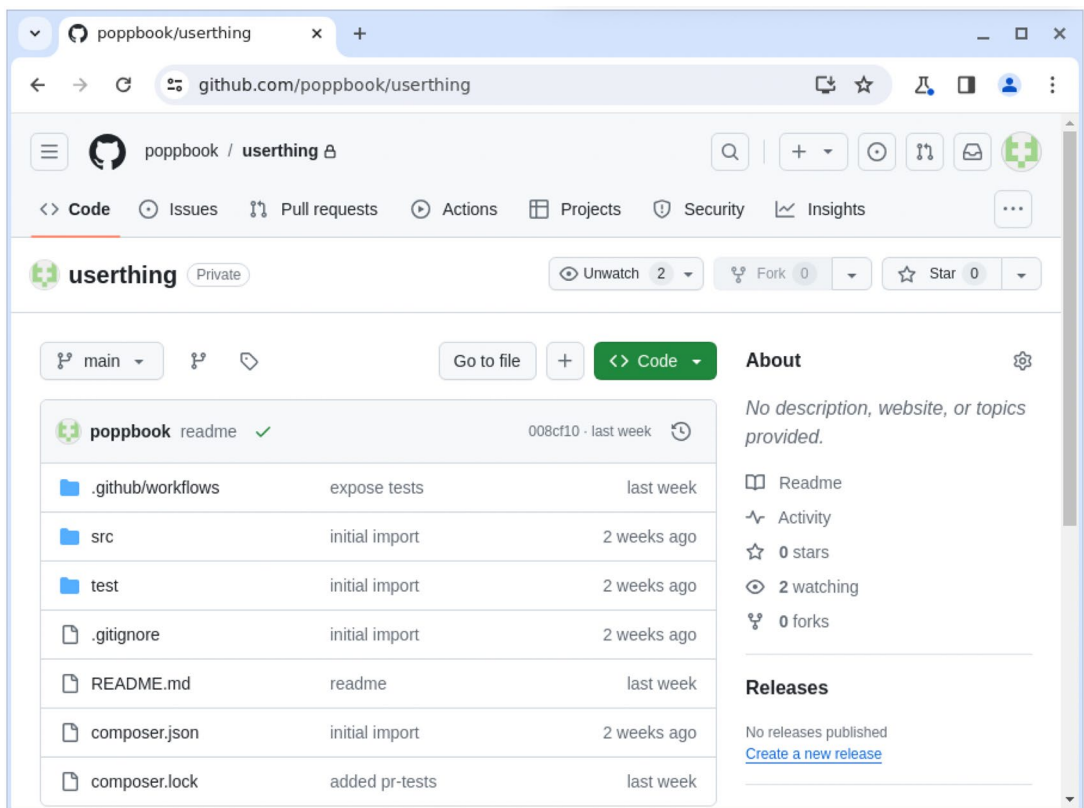 poppbook/userthing
github.com/poppbook/userthing
poppbook / userthing
Code Issues Pull requests Actions Projects Security Insights
userthing Private Unwatch 2 Fork 0 Star 0
main Go to file + Code
poppbook readme 008cf10 · last week
.github/workflows expose tests last week
src initial import 2 weeks ago
test initial import 2 weeks ago
.gitignore initial import 2 weeks ago
README.md readme last week
composer.json initial import 2 weeks ago
composer.lock added pr-tests last week
About
No description, website, or topics
provided.
Readme
Activity
0 stars
2 watching
0 forks
Releases
No releases published
Create a new release